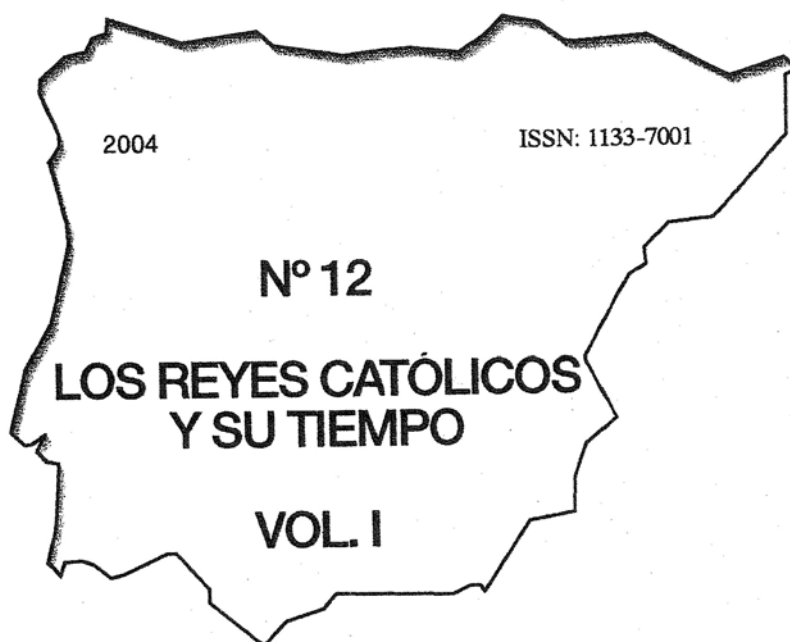 2004
ISSN: 1133-7001
Nº 12
LOS REYES CATÓLICOS
Y SU TIEMPO
VOL. I